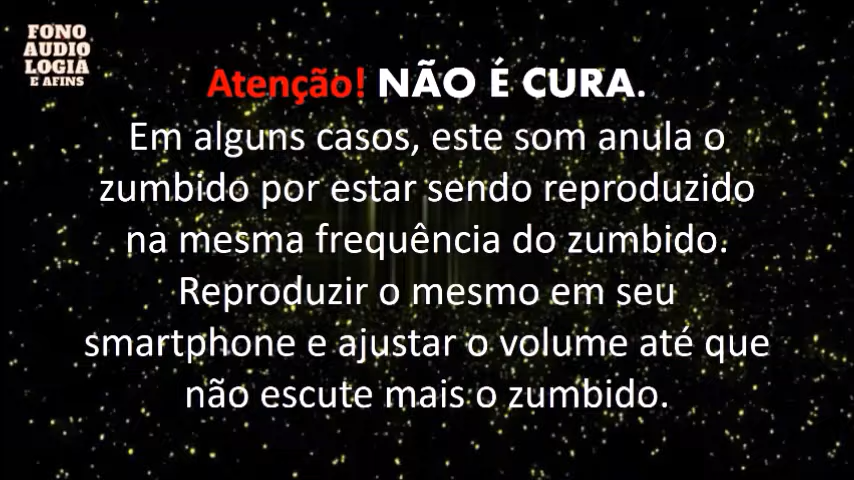 FONO
AUDIO
LOGIA
E AFINS
Atenção! NÃO É CURA.
Em alguns casos, este som anula o
zumbido por estar sendo reproduzido
na mesma frequência do zumbido.
Reproduzir o mesmo em seu
smartphone e ajustar o volume até que
não escute mais o zumbido.